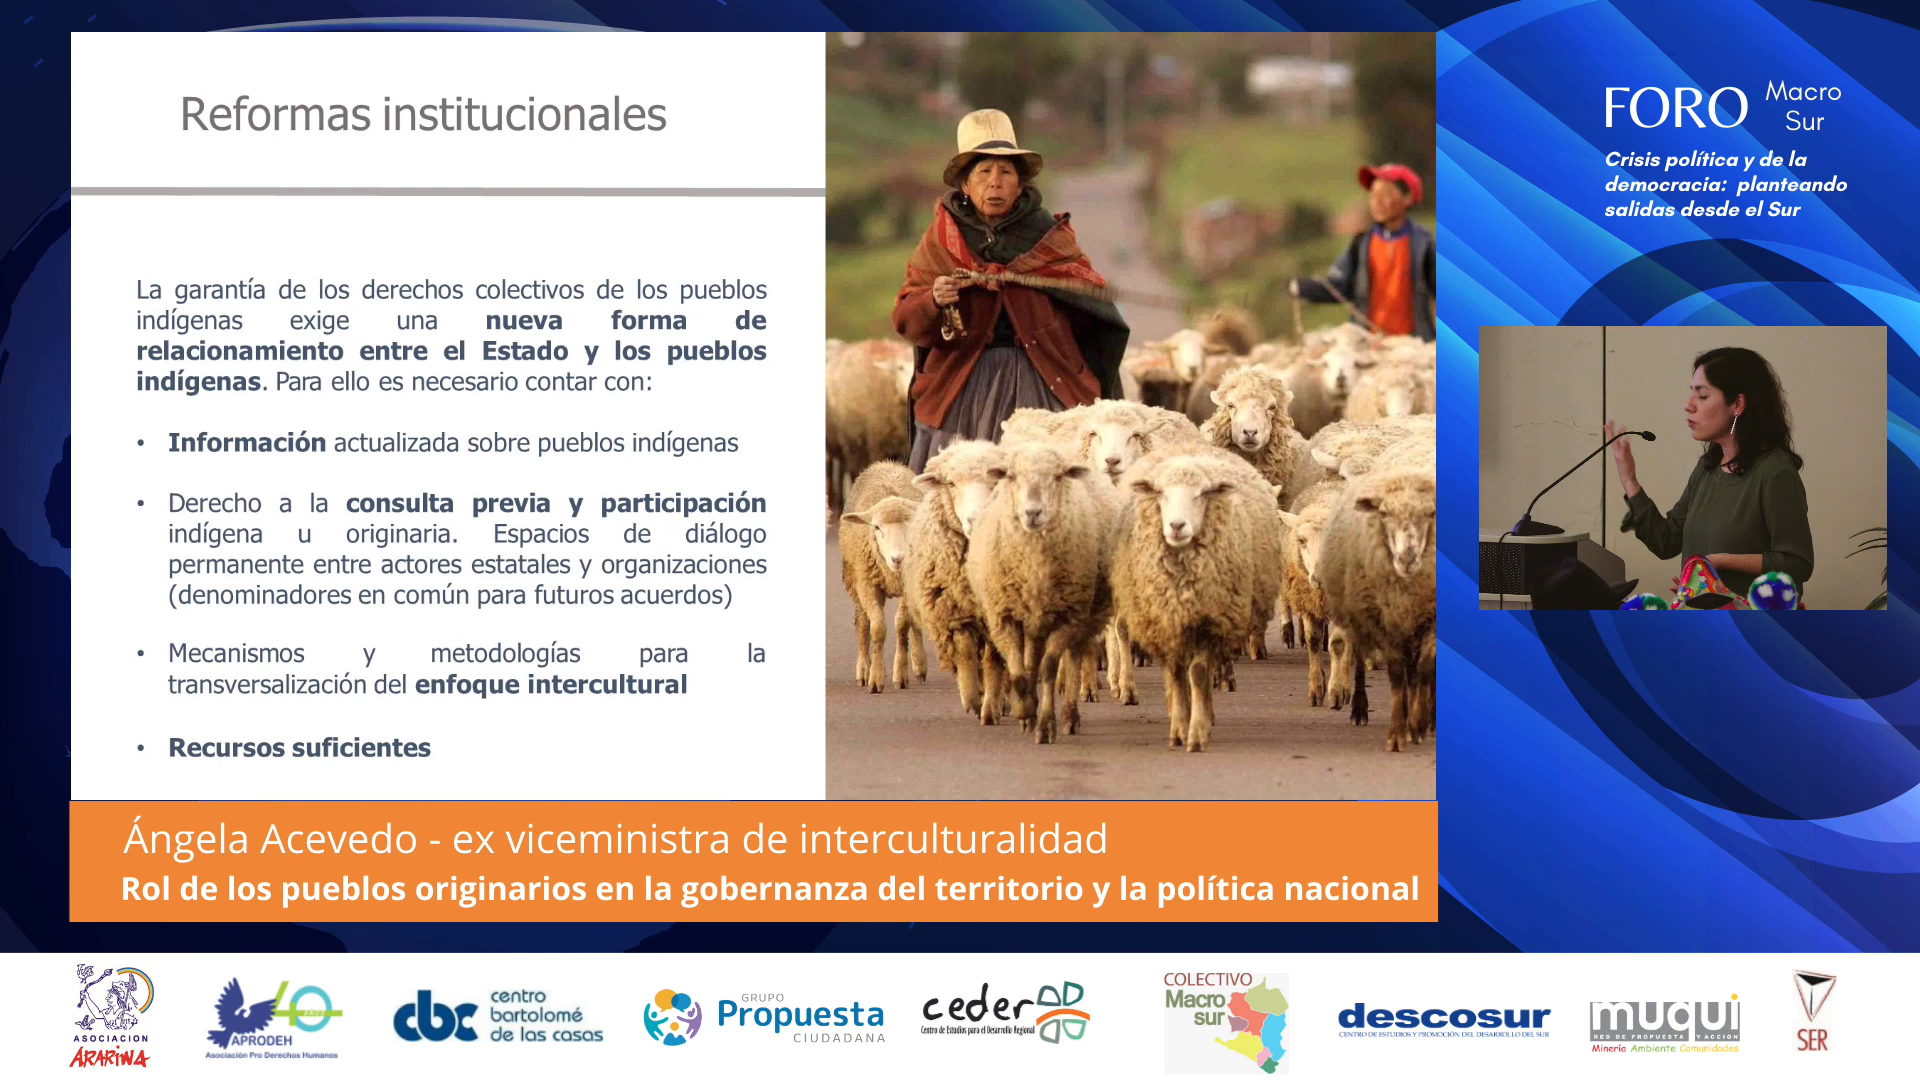 Reformas institucionales
La garantía de los derechos colectivos de los pueblos
indígenas exige una nueva forma de
relacionamiento entre el Estado y los pueblos
indígenas. Para ello es necesario contar con:
• Información actualizada sobre pueblos indígenas
• Derecho a la consulta previa y participación
indígena u originaria. Espacios de diálogo
permanente entre actores estatales y organizaciones
(denominadores en común para futuros acuerdos)
• Mecanismos y metodologías para la
transversalización del enfoque intercultural
• Recursos suficientes
FORO Macro
Sur
Crisis política y de la
democracia: planteando
salidas desde el Sur
Ángela Acevedo - ex viceministra de interculturalidad
Rol de los pueblos originarios en la gobernanza del territorio y la política nacional
ASOCIACION
ARARIWA
40
AÑOS
APRODEH
Asociación Pro Derechos Humanos
cbc
centro
bartolomé
de las casas
GRUPO
Propuesta
CIUDADANA
ceder
Centro de Estudios para el Desarrollo Regional
COLECTIVO
Macro
sur
descosur
CENTRO DE ESTUDIOS Y PROMOCIÓN DEL DESARROLLO DEL SUR
muqui
RED DE PROPUESTA Y ACCION
Minería Ambiente Comunidades
SER